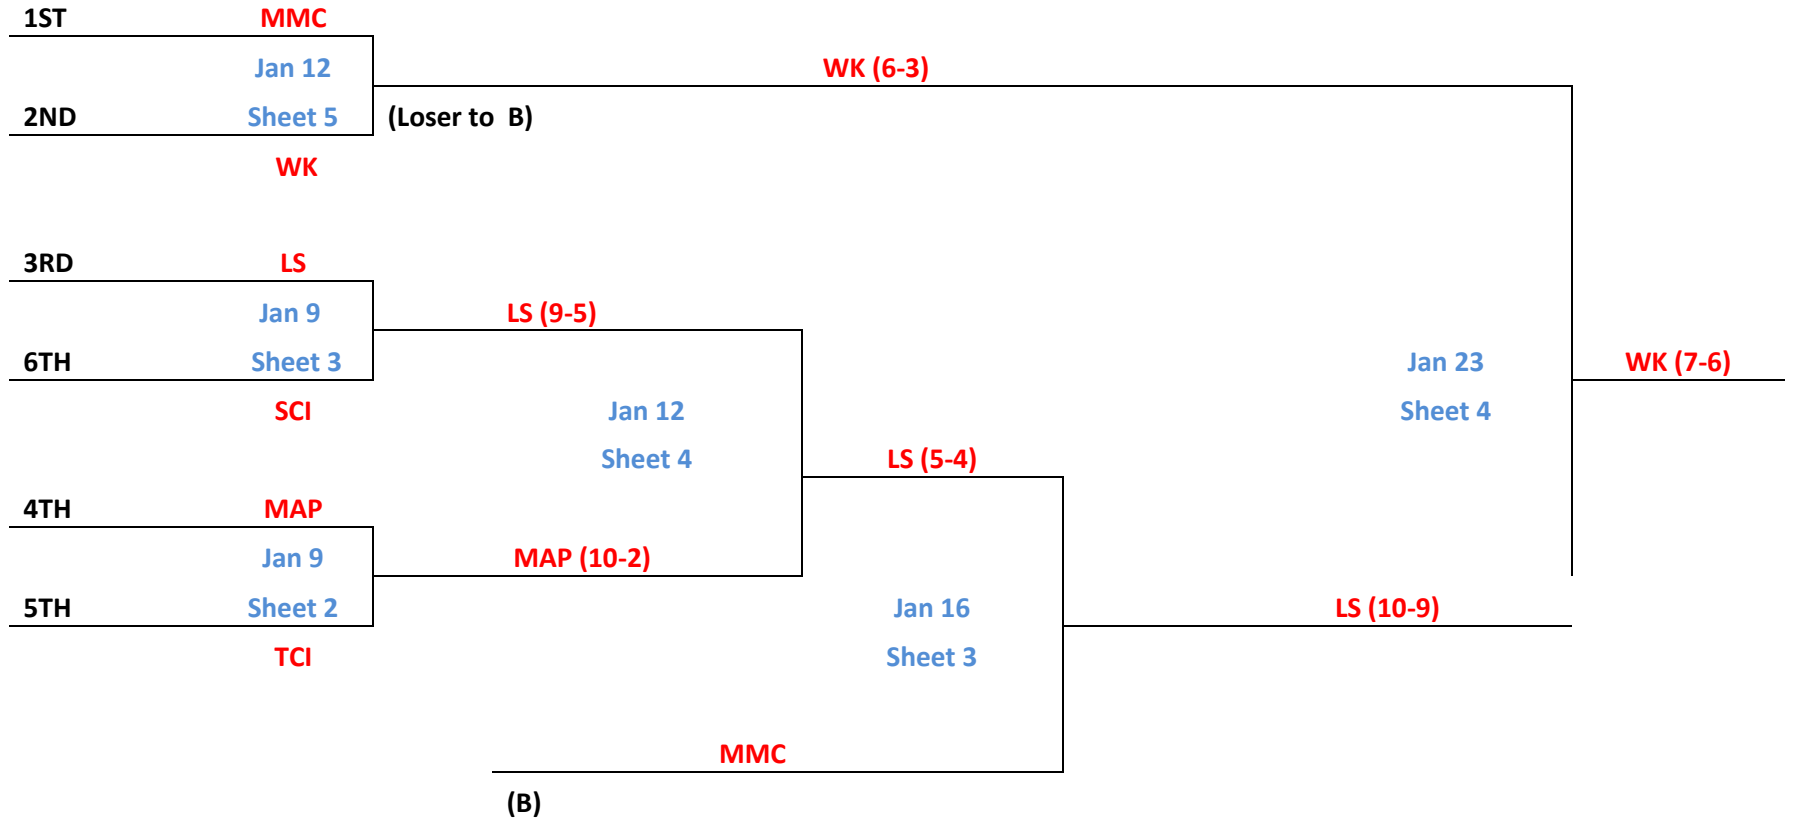 1ST MMC
Jan 12 WK (6-3)
2ND Sheet 5 (Loser to B)
WK
3RD LS
Jan 9 LS (9-5)
6TH Sheet 3 Jan 23 WK (7-6)
SCI Jan 12 Sheet 4
Sheet 4 LS (5-4)
4TH MAP
Jan 9 MAP (10-2)
5TH Sheet 2 Jan 16 LS (10-9)
TCI Sheet 3
MMC
(B)